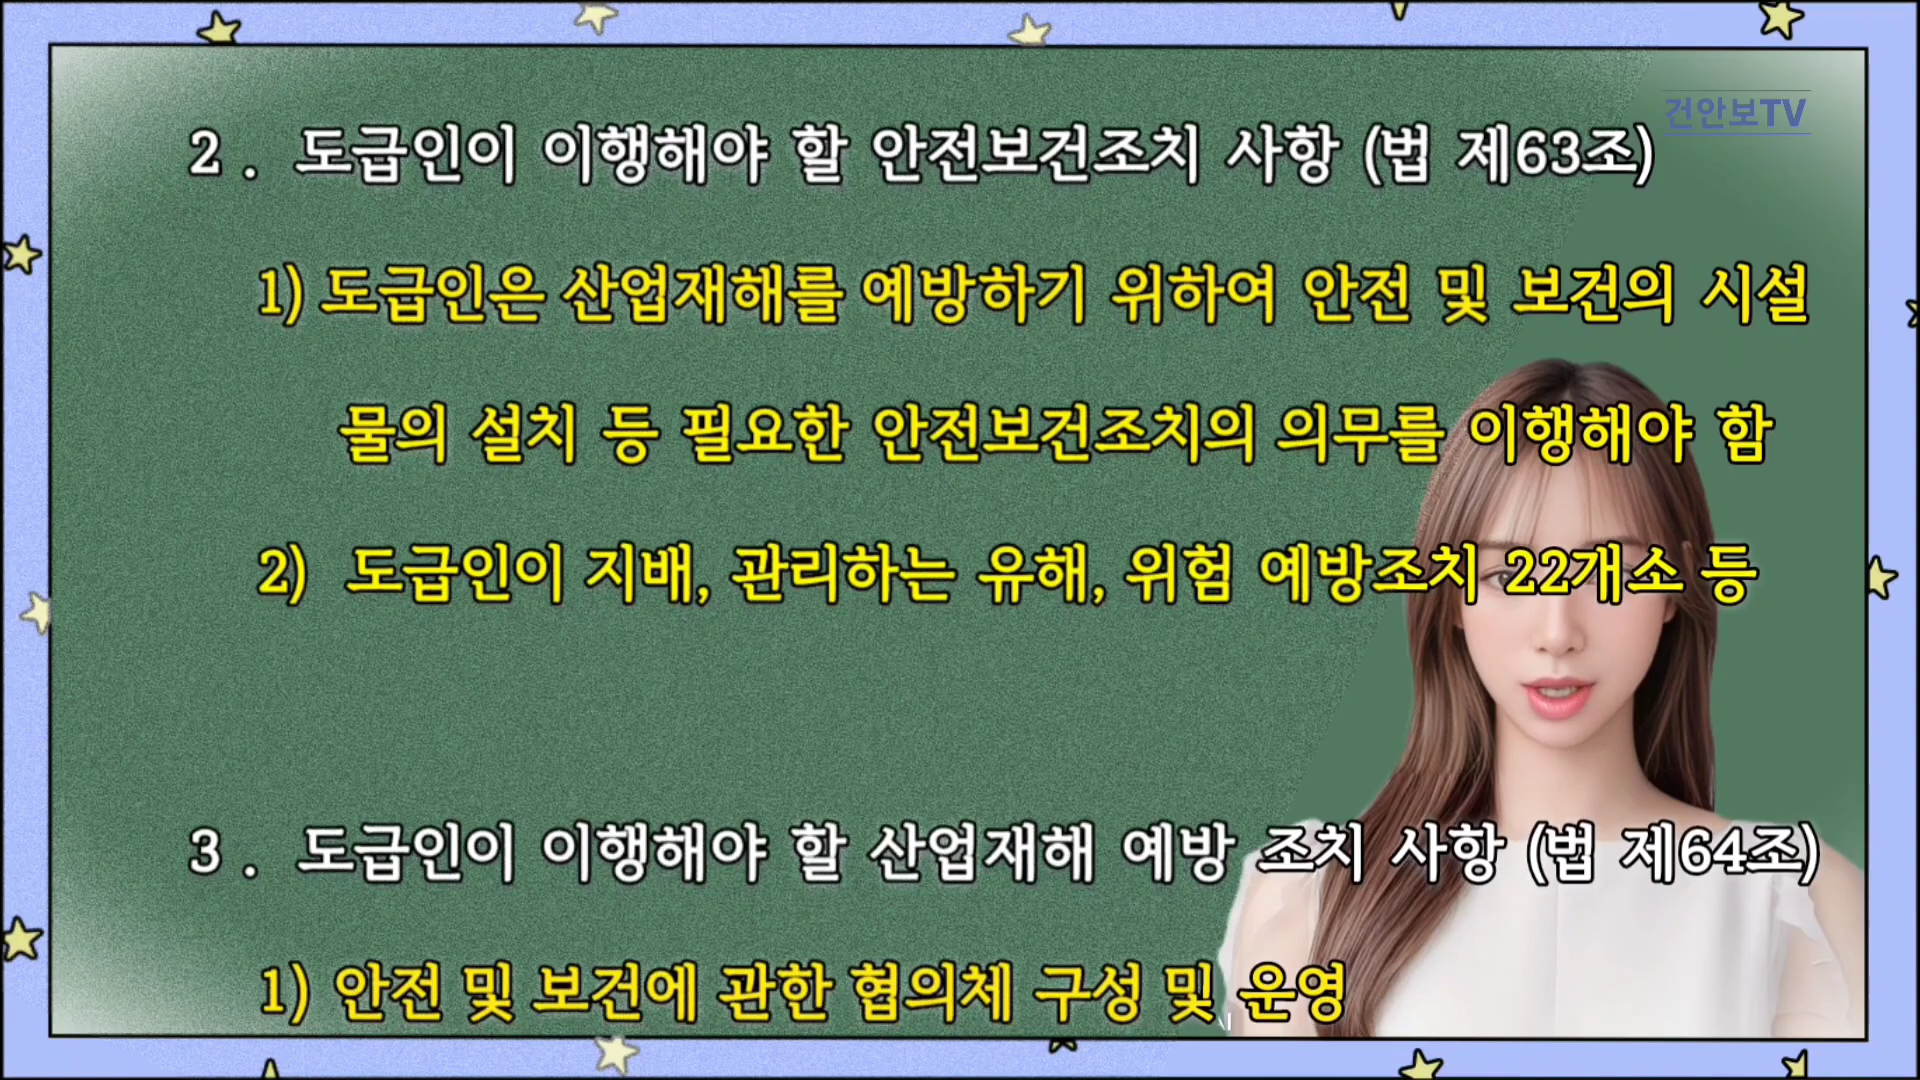 건안보TV
2 . 도급인이 이행해야 할 안전보건조치 사항 (법 제63조)
1) 도급인은 산업재해를 예방하기 위하여 안전 및 보건의 시설
물의 설치 등 필요한 안전보건조치의 의무를 이행해야 함
2) 도급인이 지배, 관리하는 유해, 위험 예방조치 22개소 등
3 . 도급인이 이행해야 할 산업재해 예방 조치 사항 (법 제64조)
1) 안전 및 보건에 관한 협의체 구성 및 운영